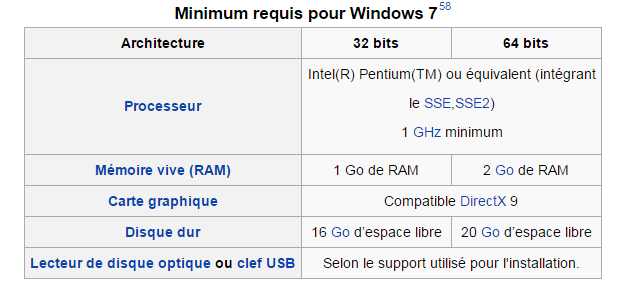 Minimum requis pour Windows 7 58
Architecture 32 bits 64 bits
Processeur
Intel(R) Pentium(TM) ou équivalent (intégrant
le SSE,SSE2)
1 GHz minimum
Mémoire vive (RAM) 1 Go de RAM 2 Go de RAM
Carte graphique Compatible DirectX 9
Disque dur 16 Go d'espace libre 20 Go d'espace libre
Lecteur de disque optique ou clef USB Selon le support utilisé pour l'installation.